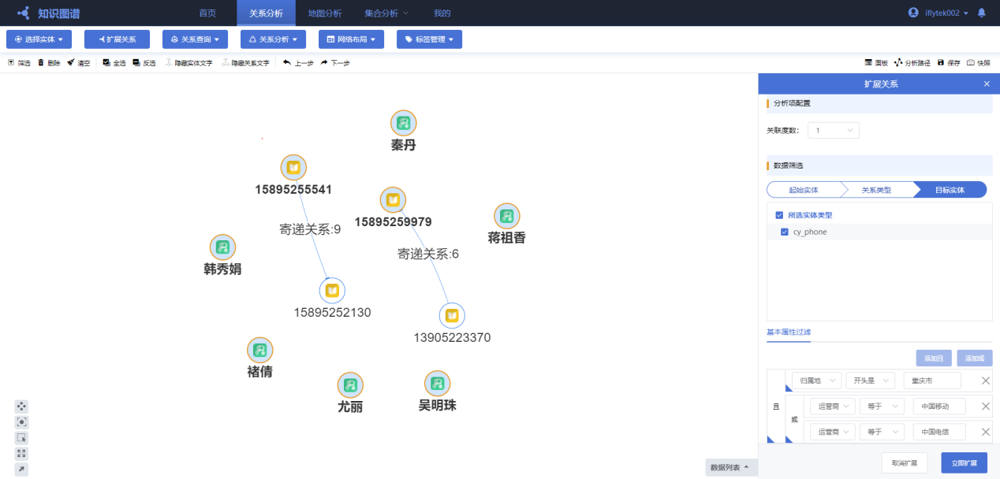 知识图谱
首页 关系分析 地图分析 集合分析 我的 iflytek002
选择实体 扩展关系 关系查询 关系分析 网络布局 标签管理
筛选 删除 清空 全选 反选 隐藏实体文字 隐藏关系文字 上一步 下一步 面板 分析路径 保存 快照
扩展关系
分析项配置
关联度数: 1
数据筛选
起始实体 关系类型 目标实体
所选实体类型
cy_phone
基本属性过滤
添加且 添加或
归属地 开头是 重庆市
且
或
运营商 等于 中国移动
运营商 等于 中国电信
取消扩展 立即扩展
秦丹
15895255541
15895259979
蒋祖香
寄递关系:9
寄递关系:6
韩秀娟
15895252130
13905223370
褚倩
尤丽
吴明珠
数据列表